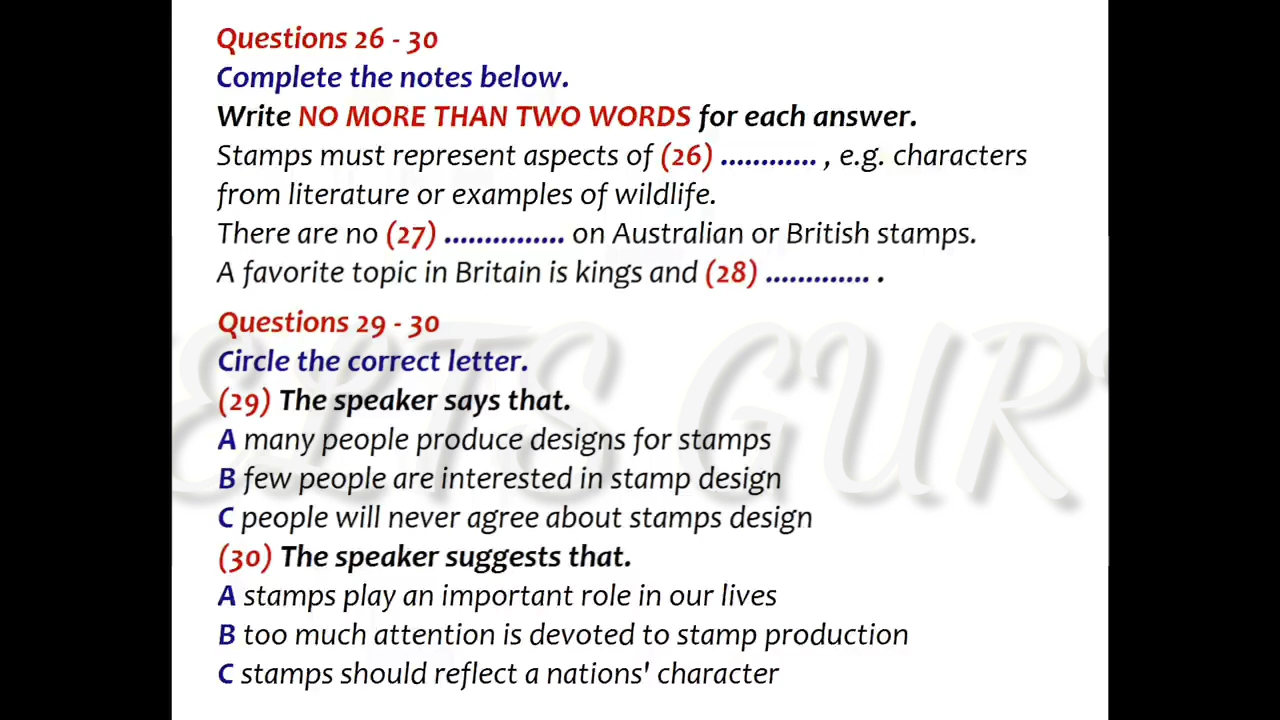 Questions 26 - 30
Complete the notes below.
Write NO MORE THAN TWO WORDS for each answer.
Stamps must represent aspects of (26) ............ , e.g. characters
from literature or examples of wildlife.
There are no (27) ............... on Australian or British stamps.
A favorite topic in Britain is kings and (28) ............. .
Questions 29 - 30
Circle the correct letter.
(29) The speaker says that.
A many people produce designs for stamps
B few people are interested in stamp design
C people will never agree about stamps design
(30) The speaker suggests that.
A stamps play an important role in our lives
B too much attention is devoted to stamp production
C stamps should reflect a nations' character